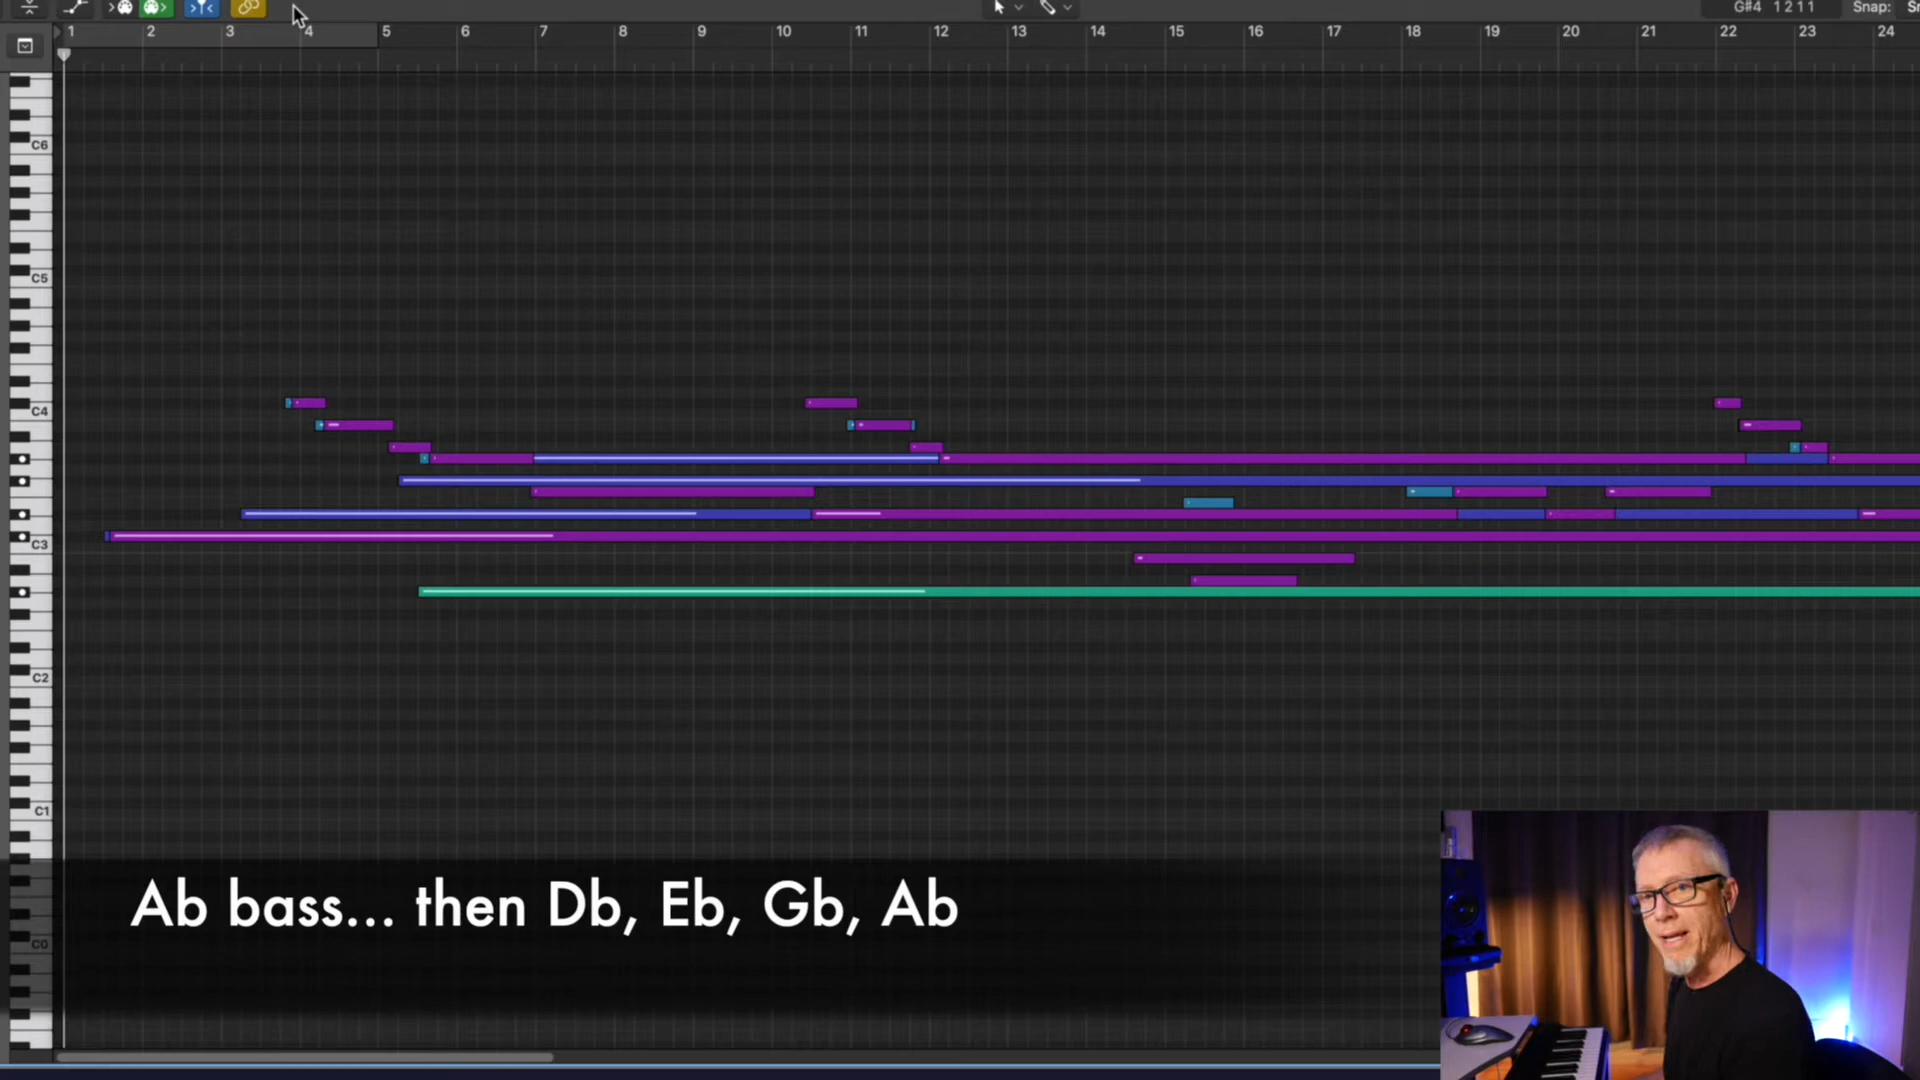 G#4 1 2 1 1 Snap:
1 2 3 4 5 6 7 8 9 10 11 12 13 14 15 16 17 18 19 20 21 22 23 24
C6
C5
C4
C3
C2
C1
C0
Ab bass... then Db, Eb, Gb, Ab